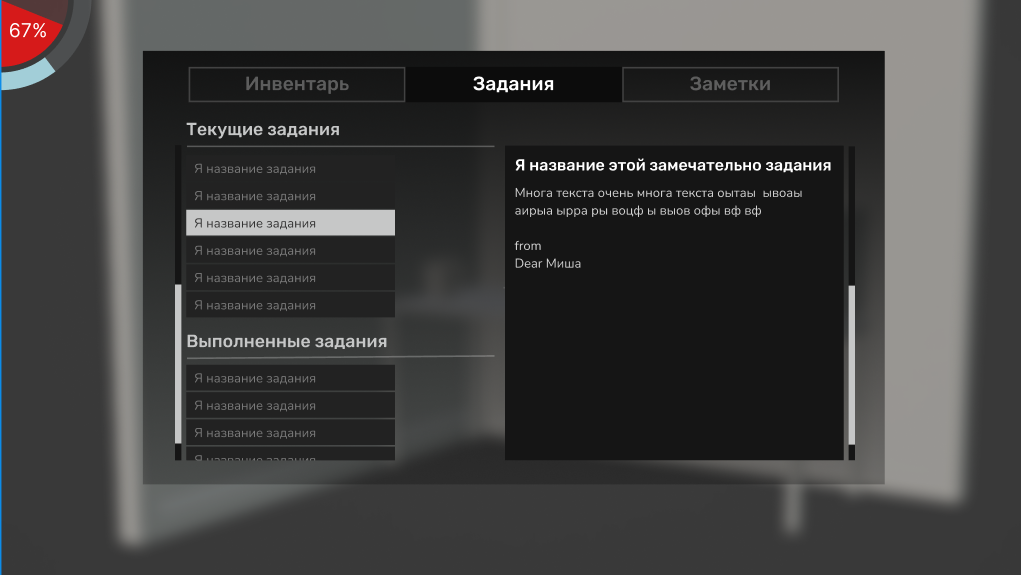 67%
Инвентарь
Задания
Заметки
Текущие задания
Я название задания
Я название задания
Я название задания
Я название задания
Я название задания
Я название задания
Выполненные задания
Я название задания
Я название задания
Я название задания
Я название задания
Я название этой замечательно задания
Многа текста очень многа текста оытаы ывоаы
аирыа ырра ры воцф ы выов офы вф вф
from
Dear Миша